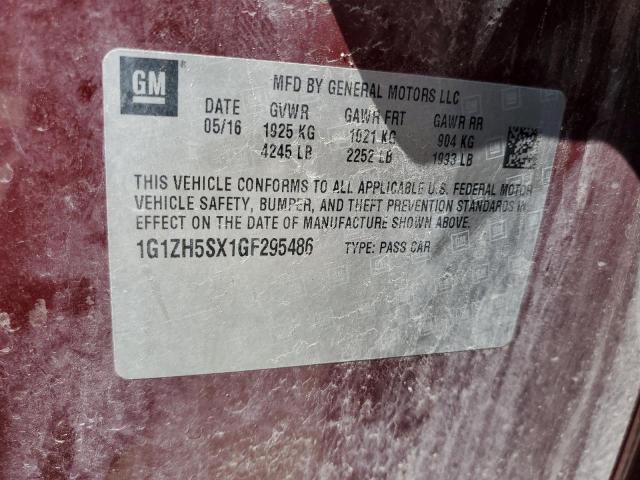 GM ®
MFD BY GENERAL MOTORS LLC
DATE GVWR GAWR FRT GAWR RR
05/16 1925 KG 1021 KG 904 KG
4245 LB 2252 LB 1993 LB
THIS VEHICLE CONFORMS TO ALL APPLICABLE U.S. FEDERAL MOTOR
VEHICLE SAFETY, BUMPER, AND THEFT PREVENTION STANDARDS IN
EFFECT ON THE DATE OF MANUFACTURE SHOWN ABOVE.
1G1ZH5SX1GF295486 TYPE: PASS CAR